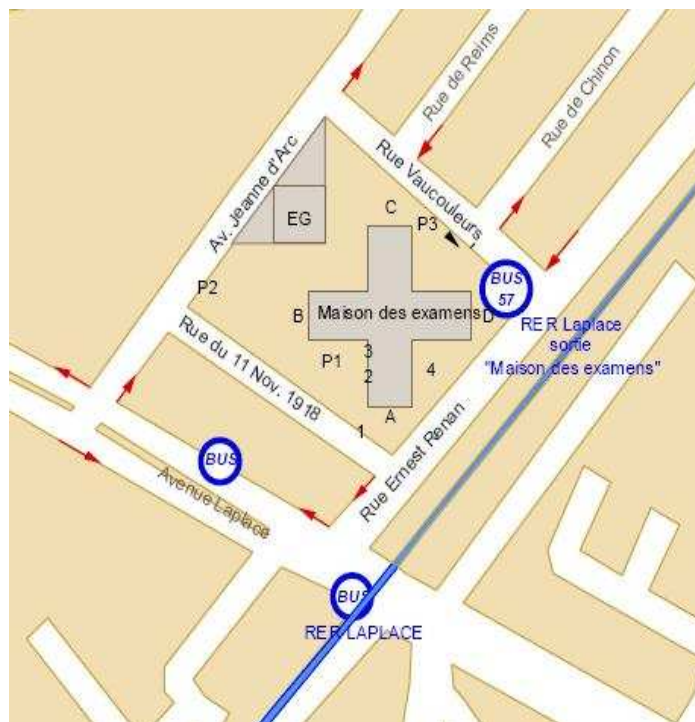 Rue de Reims
Rue de Chinon
Av. Jeanne d'Arc
Rue Vaucouleurs
EG
C
P3
P2
BUS
57
B
Maison des examens
D
RER Laplace
sortie
"Maison des examens"
P1
3
2
4
Rue du 11 Nov. 1918
A
1
Rue Ernest Renan
BUS
Avenue Laplace
BUS
RER LAPLACE